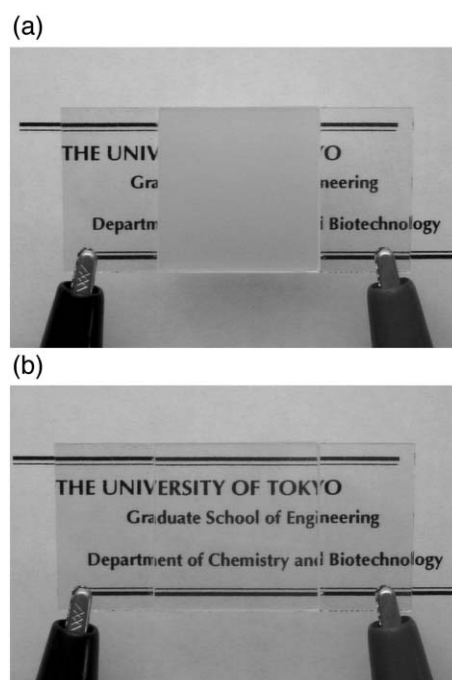 (a)
THE UNIV YO
Gra neering
Departm i Biotechnology
(b)
THE UNIVERSITY OF TOKYO
Graduate School of Engineering
Department of Chemistry and Biotechnology